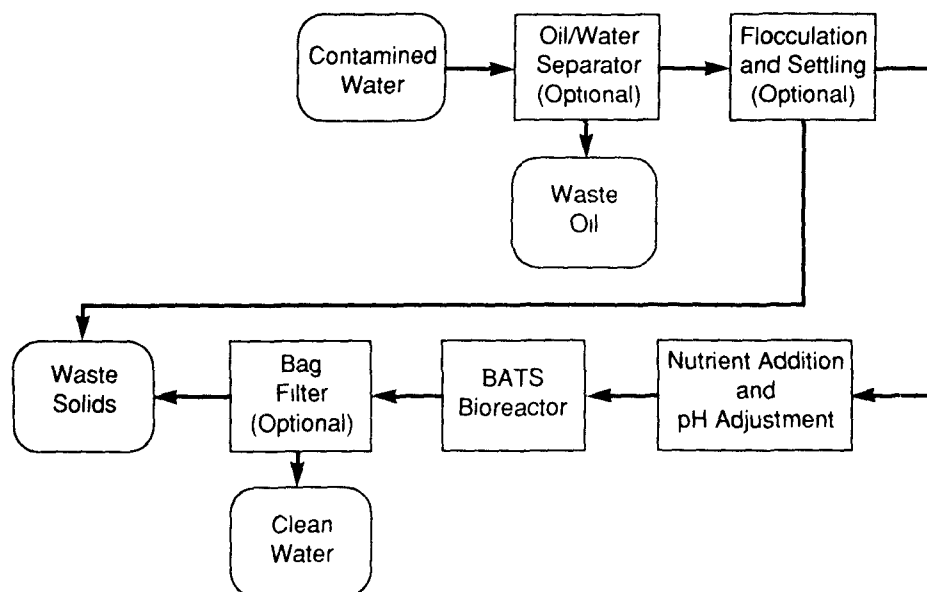 Contamined
Water
Oil/Water
Separator
(Optional)
Flocculation
and Settling
(Optional)
Waste
Oil
Waste
Solids
Bag
Filter
(Optional)
BATS
Bioreactor
Nutrient Addition
and
pH Adjustment
Clean
Water